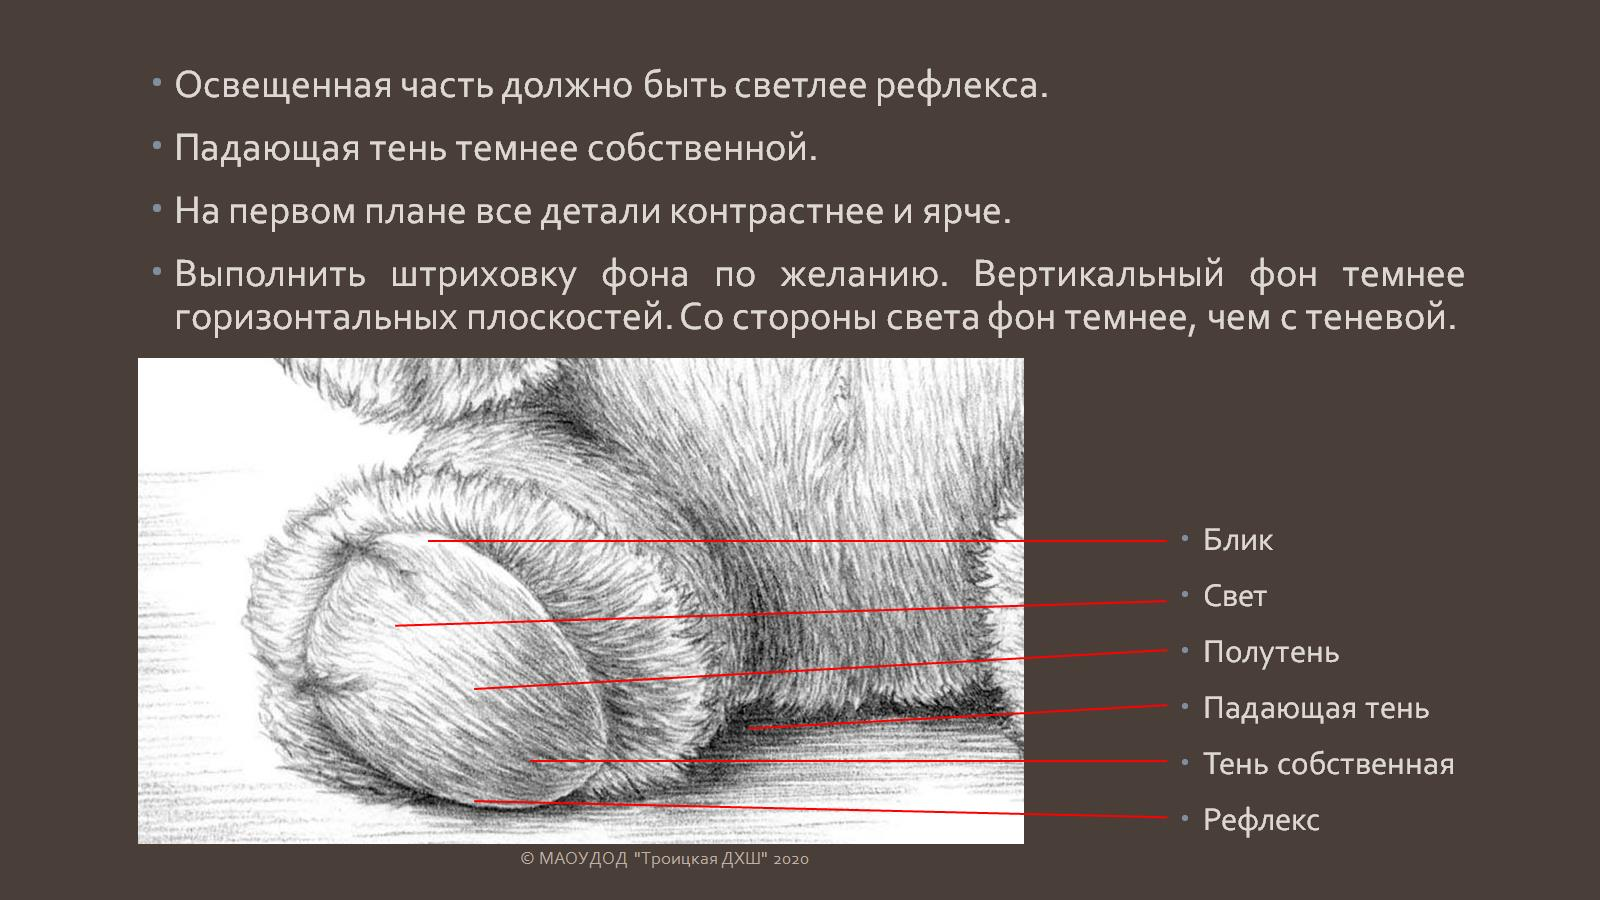 • Освещенная часть должно быть светлее рефлекса.
• Падающая тень темнее собственной.
• На первом плане все детали контрастнее и ярче.
• Выполнить штриховку фона по желанию. Вертикальный фон темнее
горизонтальных плоскостей. Со стороны света фон темнее, чем с теневой.
• Блик
• Свет
• Полутень
• Падающая тень
• Тень собственная
• Рефлекс
© МАОУДОД "Троицкая ДХШ" 2020